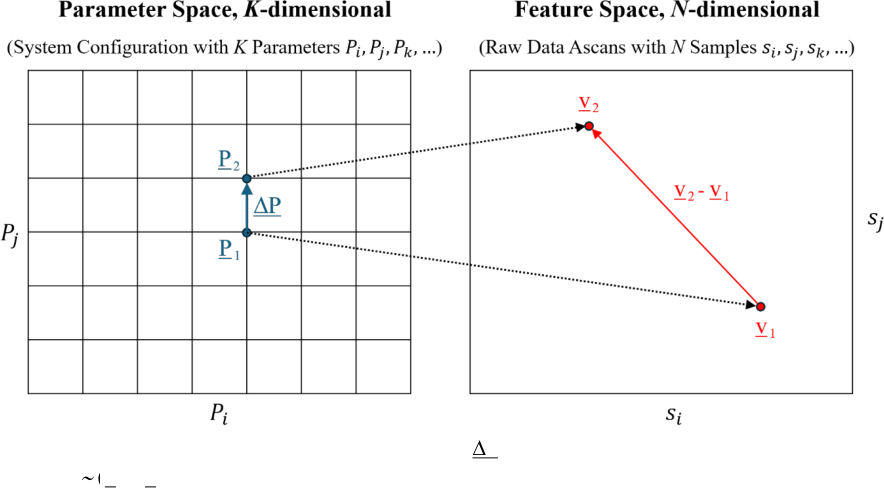 Parameter Space, K-dimensional
Feature Space, N-dimensional
(System Configuration with K Parameters Pᵢ, Pⱼ, Pₖ, …)
(Raw Data Ascans with N Samples sᵢ, sⱼ, sₖ, …)
v₂
P₂
v₂ - v₁
ΔP
Pⱼ
sⱼ
P₁
v₁
Pᵢ
sᵢ
Δ